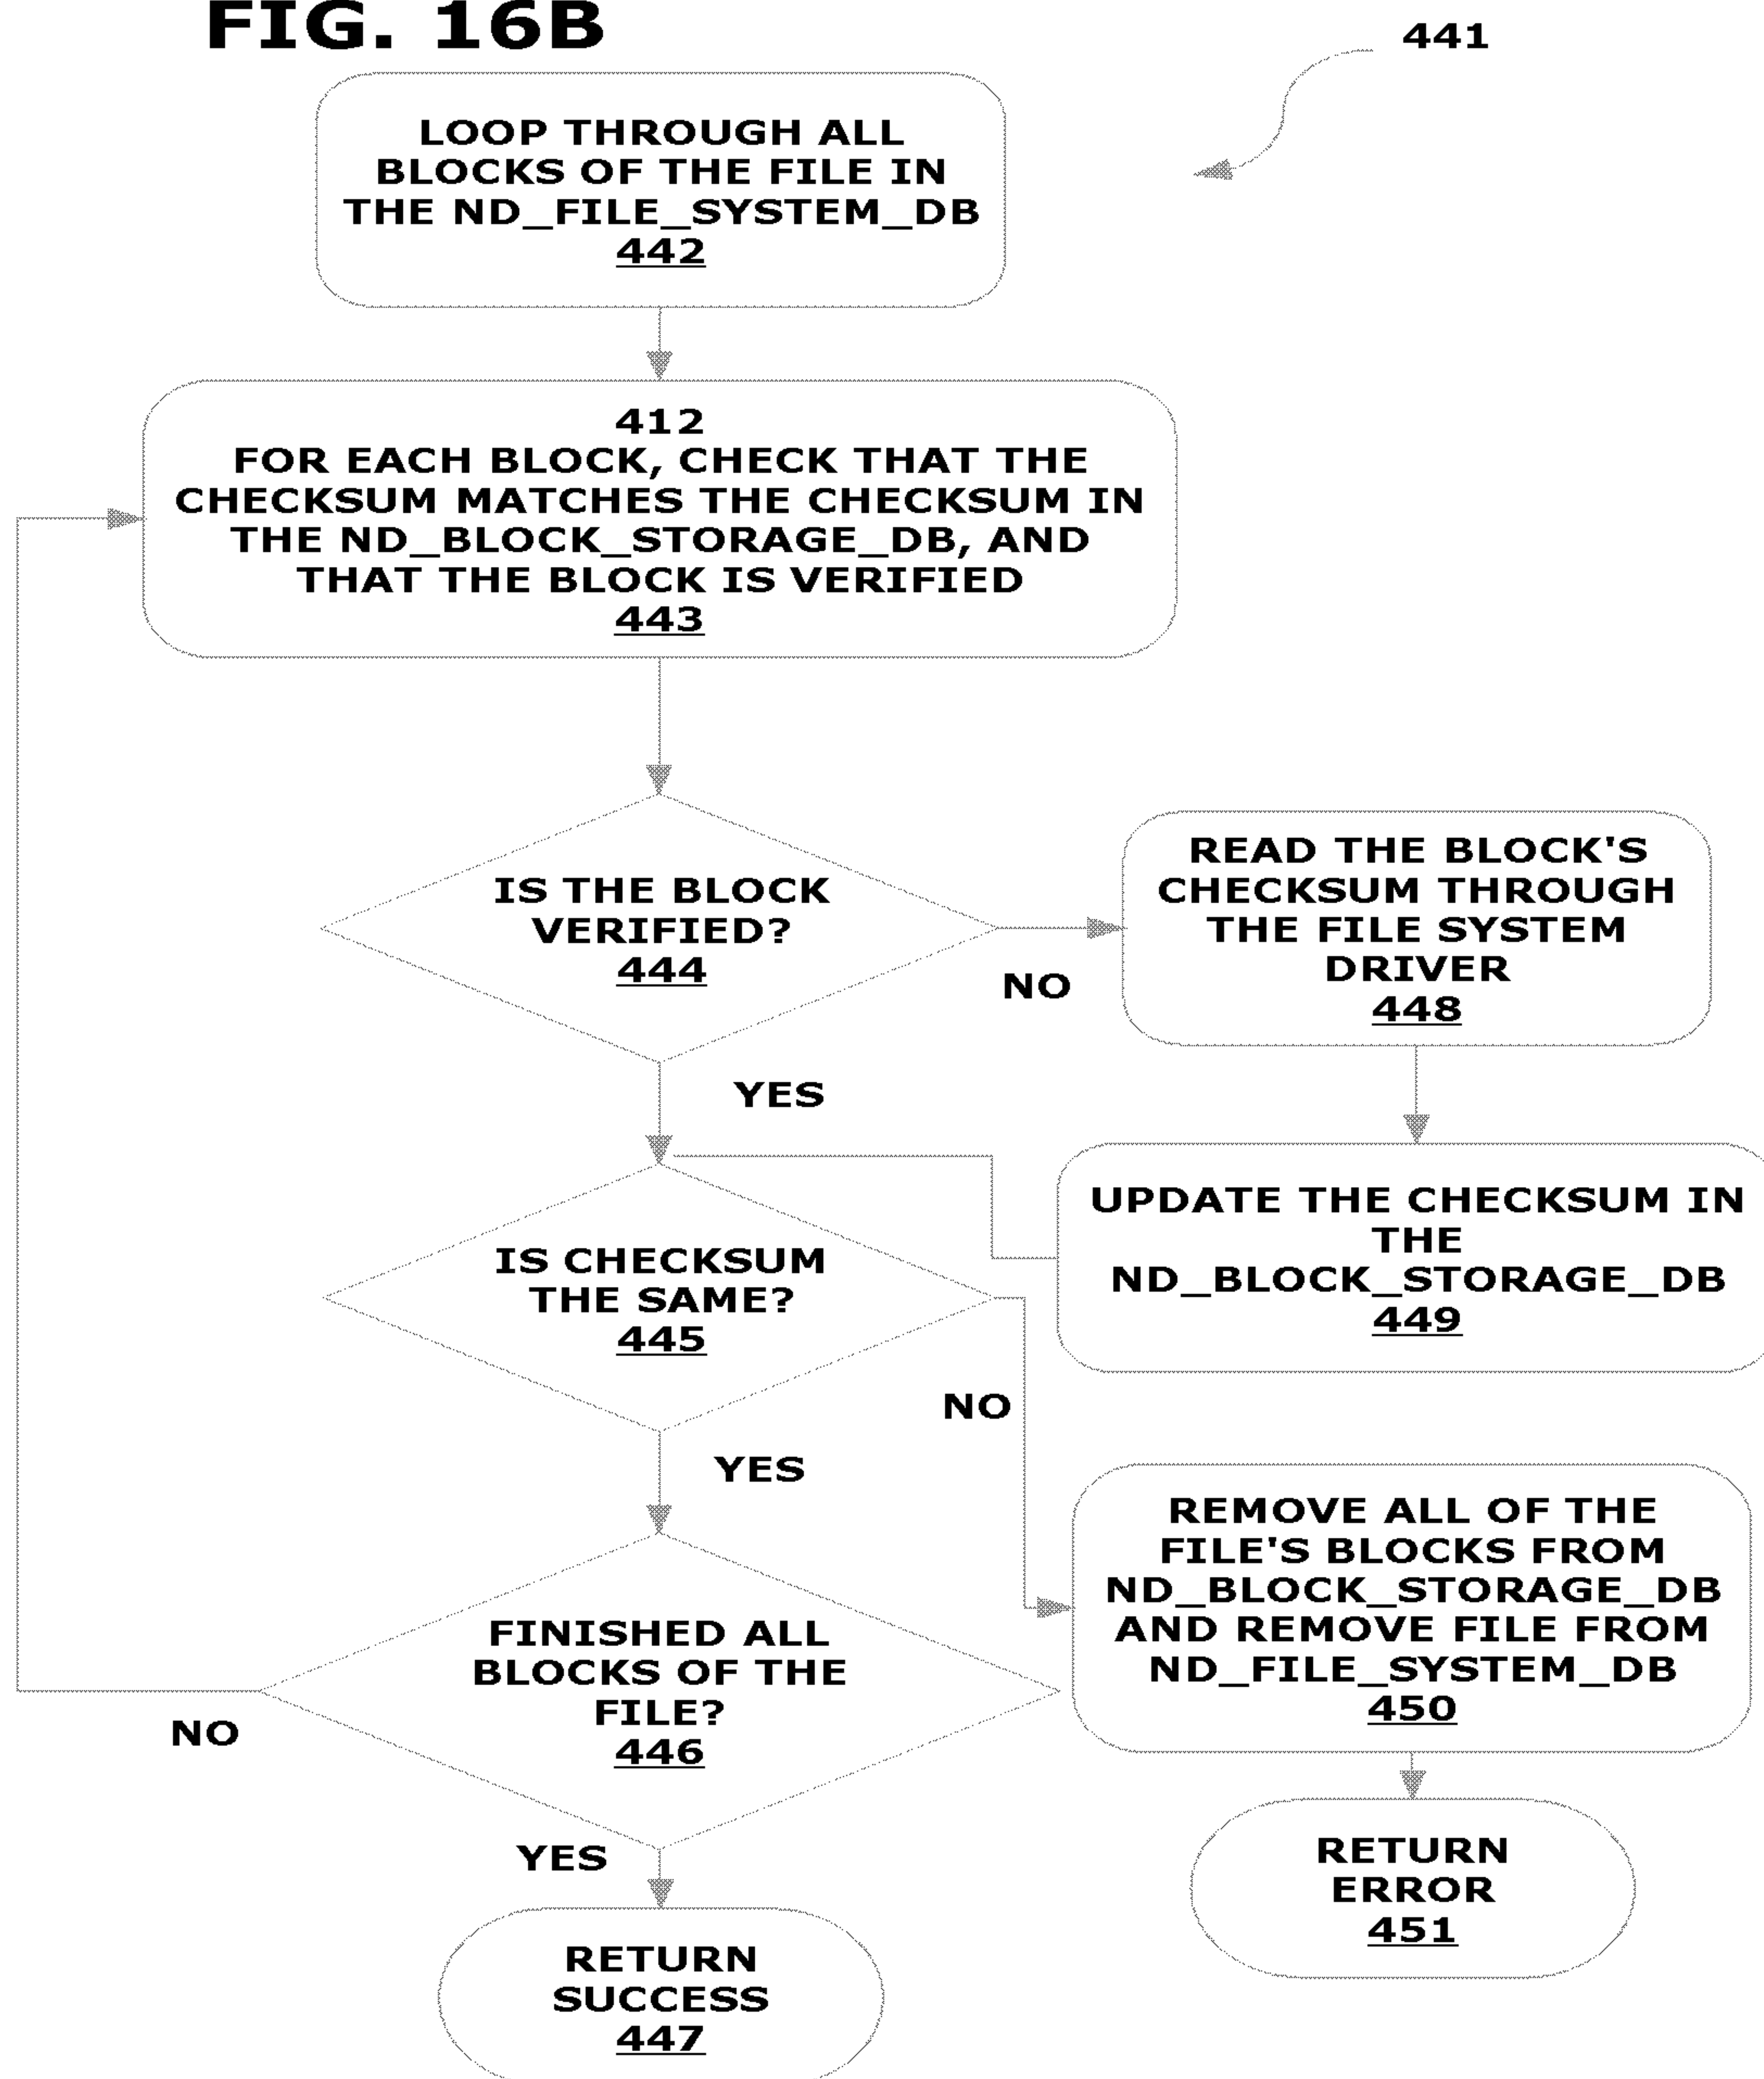 FIG. 16B
441
LOOP THROUGH ALL
BLOCKS OF THE FILE IN
THE ND_FILE_SYSTEM_DB
442
412
FOR EACH BLOCK, CHECK THAT THE
CHECKSUM MATCHES THE CHECKSUM IN
THE ND_BLOCK_STORAGE_DB, AND
THAT THE BLOCK IS VERIFIED
443
IS THE BLOCK
VERIFIED?
444
NO
YES
READ THE BLOCK'S
CHECKSUM THROUGH
THE FILE SYSTEM
DRIVER
448
UPDATE THE CHECKSUM IN
THE
ND_BLOCK_STORAGE_DB
449
IS CHECKSUM
THE SAME?
445
NO
YES
REMOVE ALL OF THE
FILE'S BLOCKS FROM
ND_BLOCK_STORAGE_DB
AND REMOVE FILE FROM
ND_FILE_SYSTEM_DB
450
FINISHED ALL
BLOCKS OF THE
FILE?
446
NO
YES
RETURN
ERROR
451
RETURN
SUCCESS
447